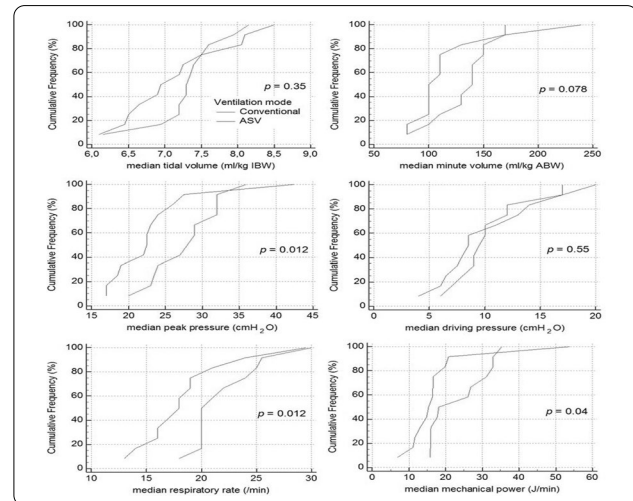 Cumulative Frequency (%)
100
80
60
40
20
0
p = 0.35
Ventilation mode
Conventional
ASV
6,0 6,5 7,0 7,5 8,0 8,5 9,0
median tidal volume (ml/kg IBW)
Cumulative Frequency (%)
100
80
60
40
20
0
p = 0.078
50 100 150 200 250
median minute volume (ml/kg ABW)
Cumulative Frequency (%)
100
80
60
40
20
0
p = 0.012
15 20 25 30 35 40 45
median peak pressure (cmH2O)
Cumulative Frequency (%)
100
80
60
40
20
0
p = 0.55
0 5 10 15 20
median driving pressure (cmH2O)
Cumulative Frequency (%)
100
80
60
40
20
0
p = 0.012
10 15 20 25 30
median respiratory rate (/min)
Cumulative Frequency (%)
100
80
60
40
20
0
p = 0.04
0 10 20 30 40 50 60
median mechanical power (J/min)